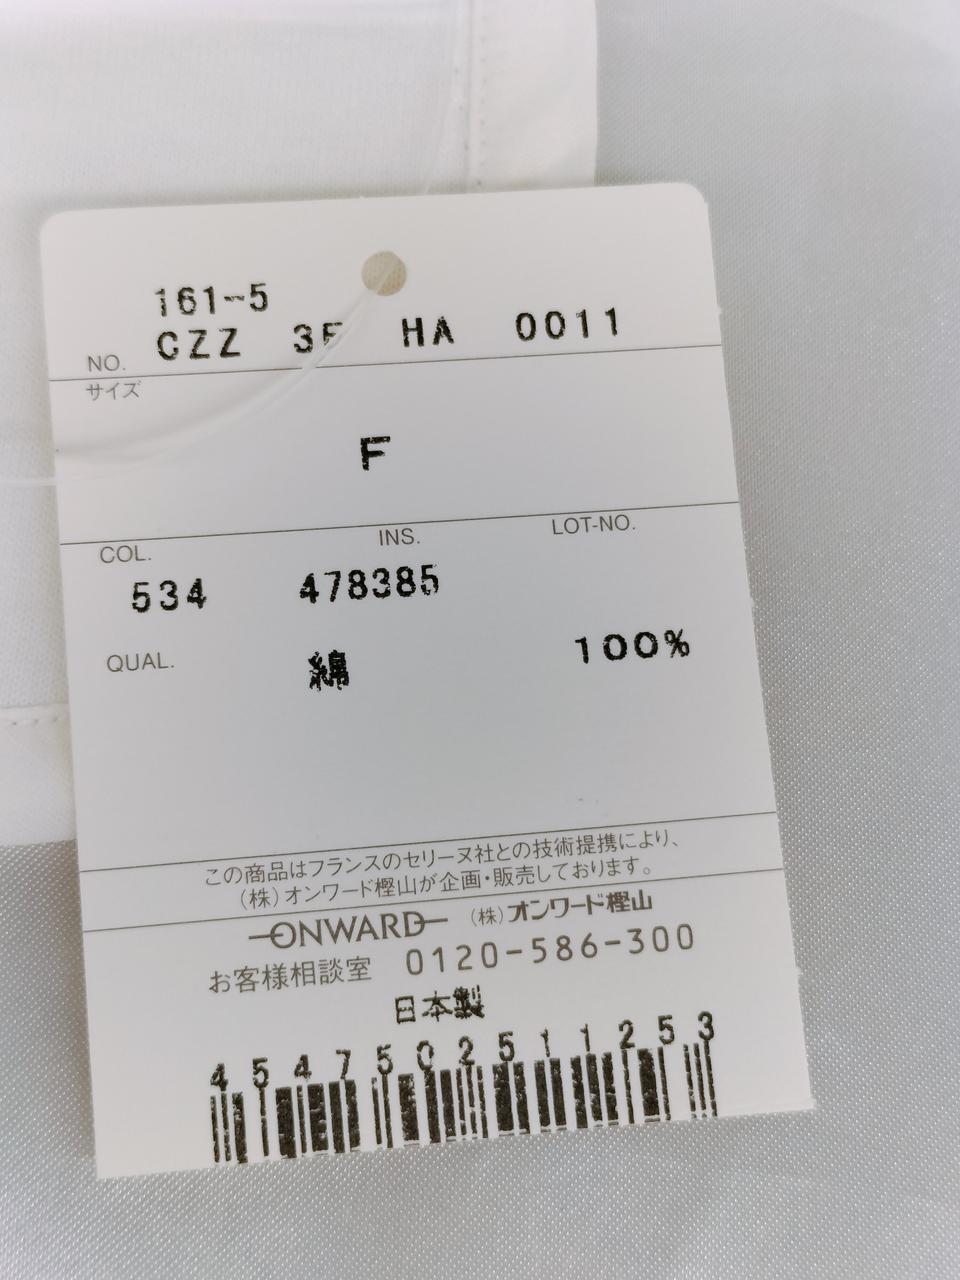 161-5
NO. CZZ 3F HA 0011
サイズ
F
COL. INS. LOT-NO.
534 478385
QUAL. 綿 100%
この商品はフランスのセリーヌ社との技術提携により、
(株)オンワード樫山が企画・販売しております。
ONWARD (株)オンワード樫山
お客様相談室 0120-586-300
日本製
4547502511253